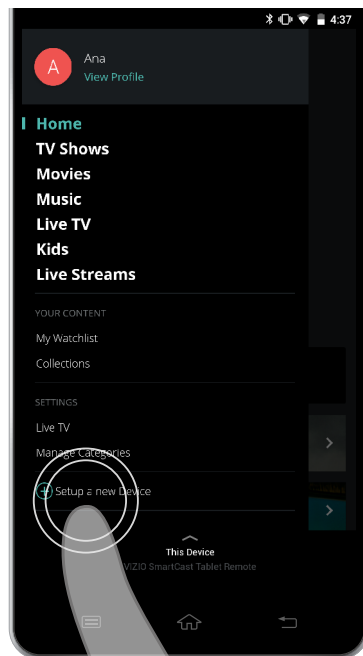 4:37
A
Ana
View Profile
Home
TV Shows
Movies
Music
Live TV
Kids
Live Streams
YOUR CONTENT
My Watchlist
Collections
SETTINGS
Live TV
Manage Categories
Setup a new Device
This Device
VIZIO SmartCast Tablet Remote